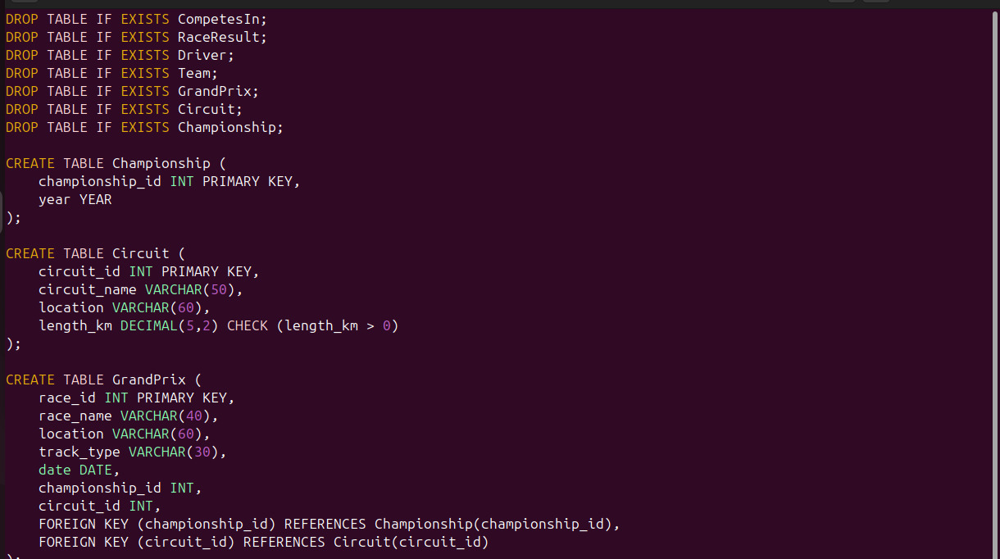 DROP TABLE IF EXISTS CompetesIn;
DROP TABLE IF EXISTS RaceResult;
DROP TABLE IF EXISTS Driver;
DROP TABLE IF EXISTS Team;
DROP TABLE IF EXISTS GrandPrix;
DROP TABLE IF EXISTS Circuit;
DROP TABLE IF EXISTS Championship;

CREATE TABLE Championship (
    championship_id INT PRIMARY KEY,
    year YEAR
);

CREATE TABLE Circuit (
    circuit_id INT PRIMARY KEY,
    circuit_name VARCHAR(50),
    location VARCHAR(60),
    length_km DECIMAL(5,2) CHECK (length_km > 0)
);

CREATE TABLE GrandPrix (
    race_id INT PRIMARY KEY,
    race_name VARCHAR(40),
    location VARCHAR(60),
    track_type VARCHAR(30),
    date DATE,
    championship_id INT,
    circuit_id INT,
    FOREIGN KEY (championship_id) REFERENCES Championship(championship_id),
    FOREIGN KEY (circuit_id) REFERENCES Circuit(circuit_id)
);